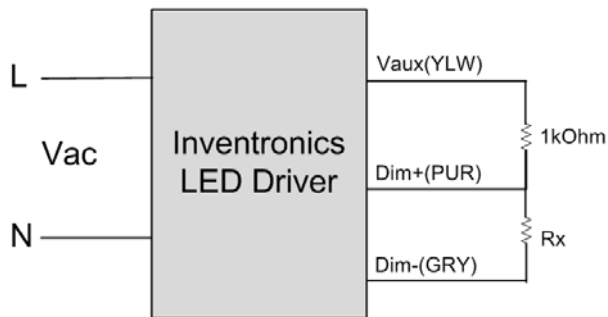 L
Vac
N
Inventronics
LED Driver
Vaux(YLW)
1kOhm
Dim+(PUR)
Rx
Dim-(GRY)